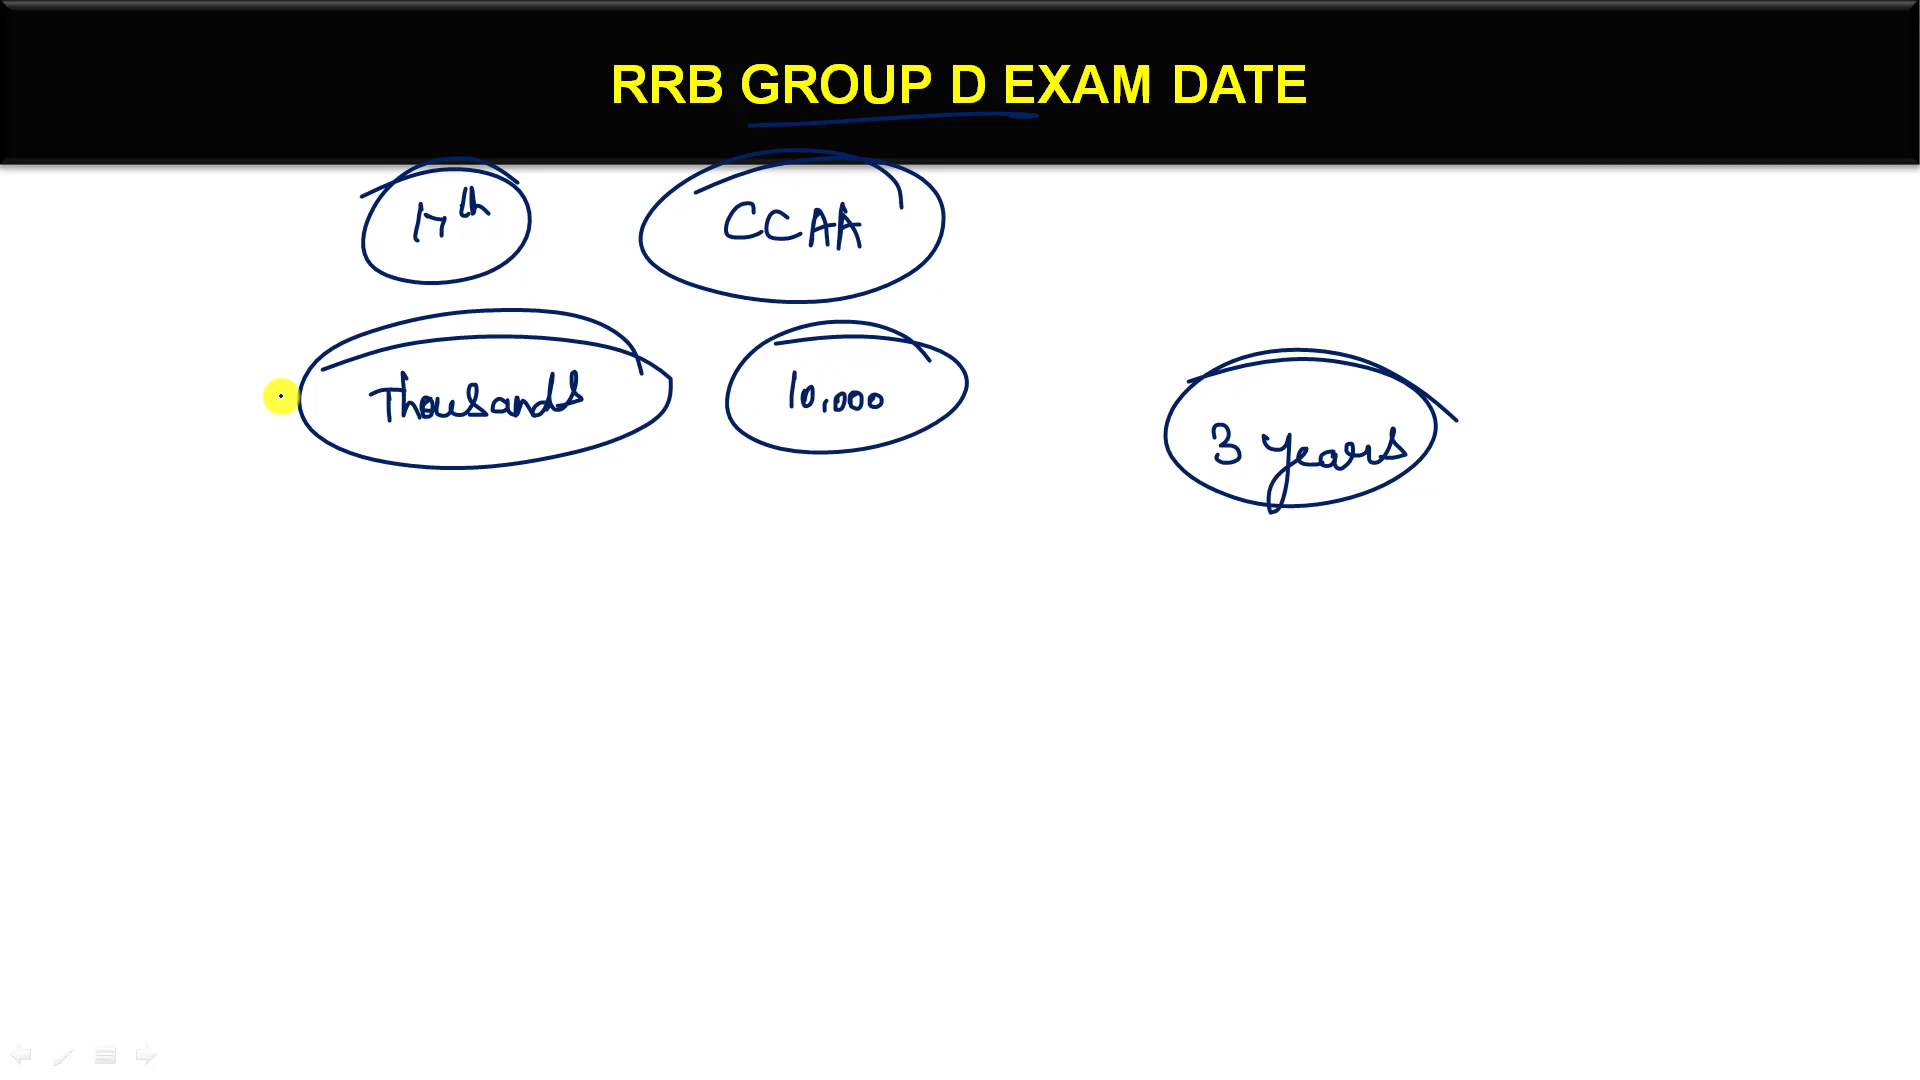 RRB GROUP D EXAM DATE
17th CCAA
Thousands 10,000
3 years